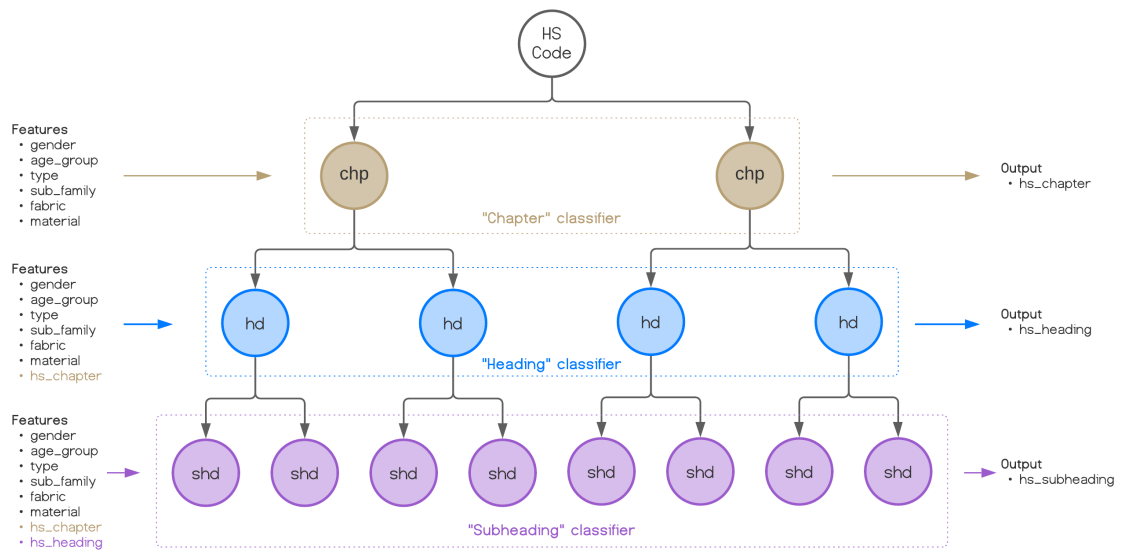 HS
Code
Features
• gender
• age_group
• type
• sub_family
• fabric
• material
chp
chp
"Chapter" classifier
Output
• hs_chapter
Features
• gender
• age_group
• type
• sub_family
• fabric
• material
• hs_chapter
hd
hd
hd
hd
"Heading" classifier
Output
• hs_heading
Features
• gender
• age_group
• type
• sub_family
• fabric
• material
• hs_chapter
• hs_heading
shd
shd
shd
shd
shd
shd
shd
shd
"Subheading" classifier
Output
• hs_subheading